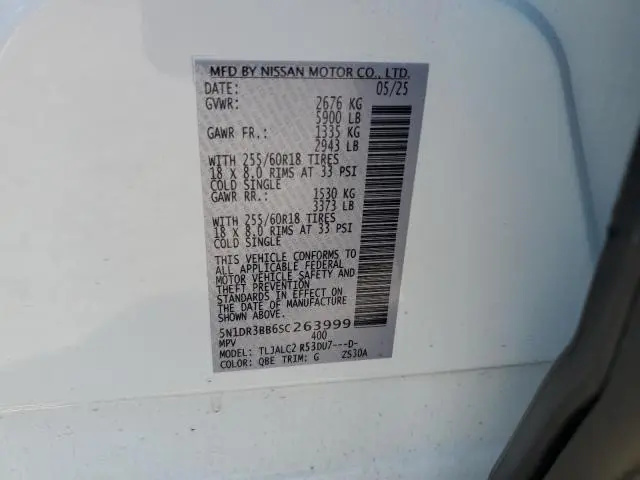 MFD BY NISSAN MOTOR CO., LTD.
DATE: 05/25
GVWR: 2676 KG
5900 LB
GAWR FR.: 1335 KG
2943 LB
WITH 255/60R18 TIRES
18 X 8.0 RIMS AT 33 PSI
COLD SINGLE
GAWR RR.: 1530 KG
3373 LB
WITH 255/60R18 TIRES
18 X 8.0 RIMS AT 33 PSI
COLD SINGLE
THIS VEHICLE CONFORMS TO
ALL APPLICABLE FEDERAL
MOTOR VEHICLE SAFETY AND
THEFT PREVENTION
STANDARDS IN EFFECT ON
THE DATE OF MANUFACTURE
SHOWN ABOVE.
5N1DR3BB6SC263999
MPV 400
MODEL: TLJALC2 R53DU7---D-
COLOR: QBE TRIM: G ZS30A